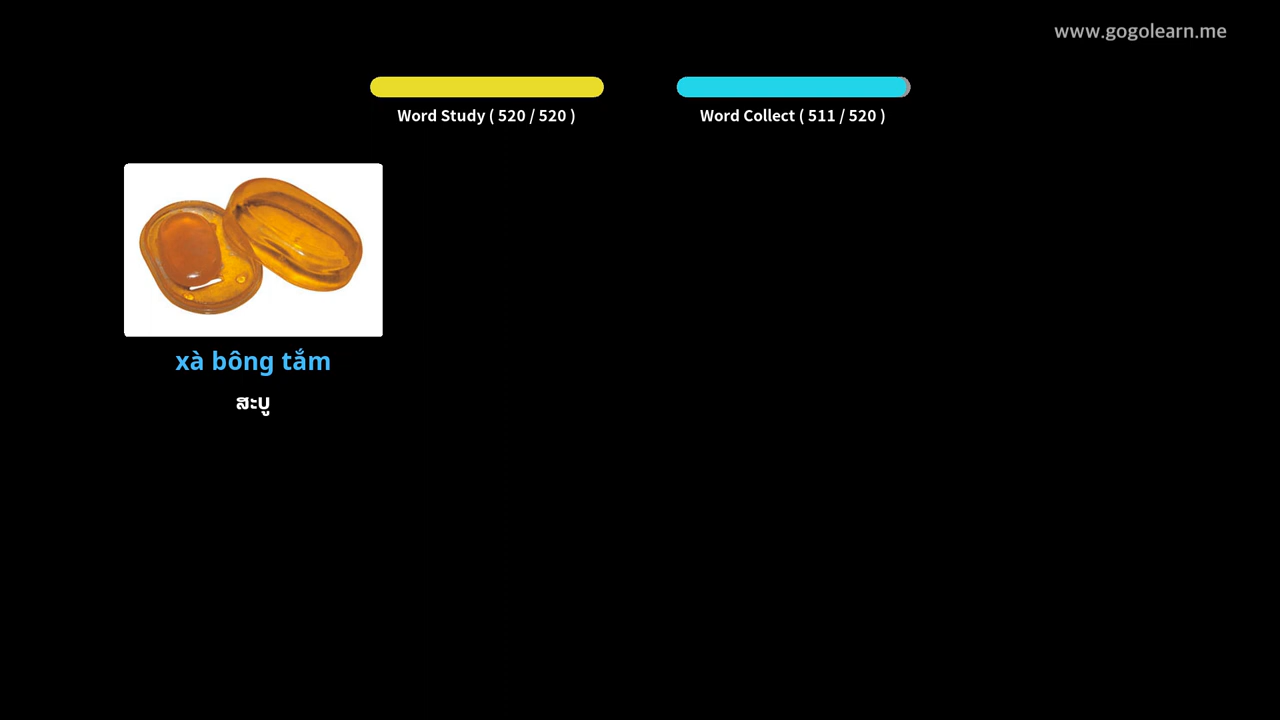 www.gogolearn.me
Word Study ( 520 / 520 )
Word Collect ( 511 / 520 )
xà bông tắm
ສະບູ